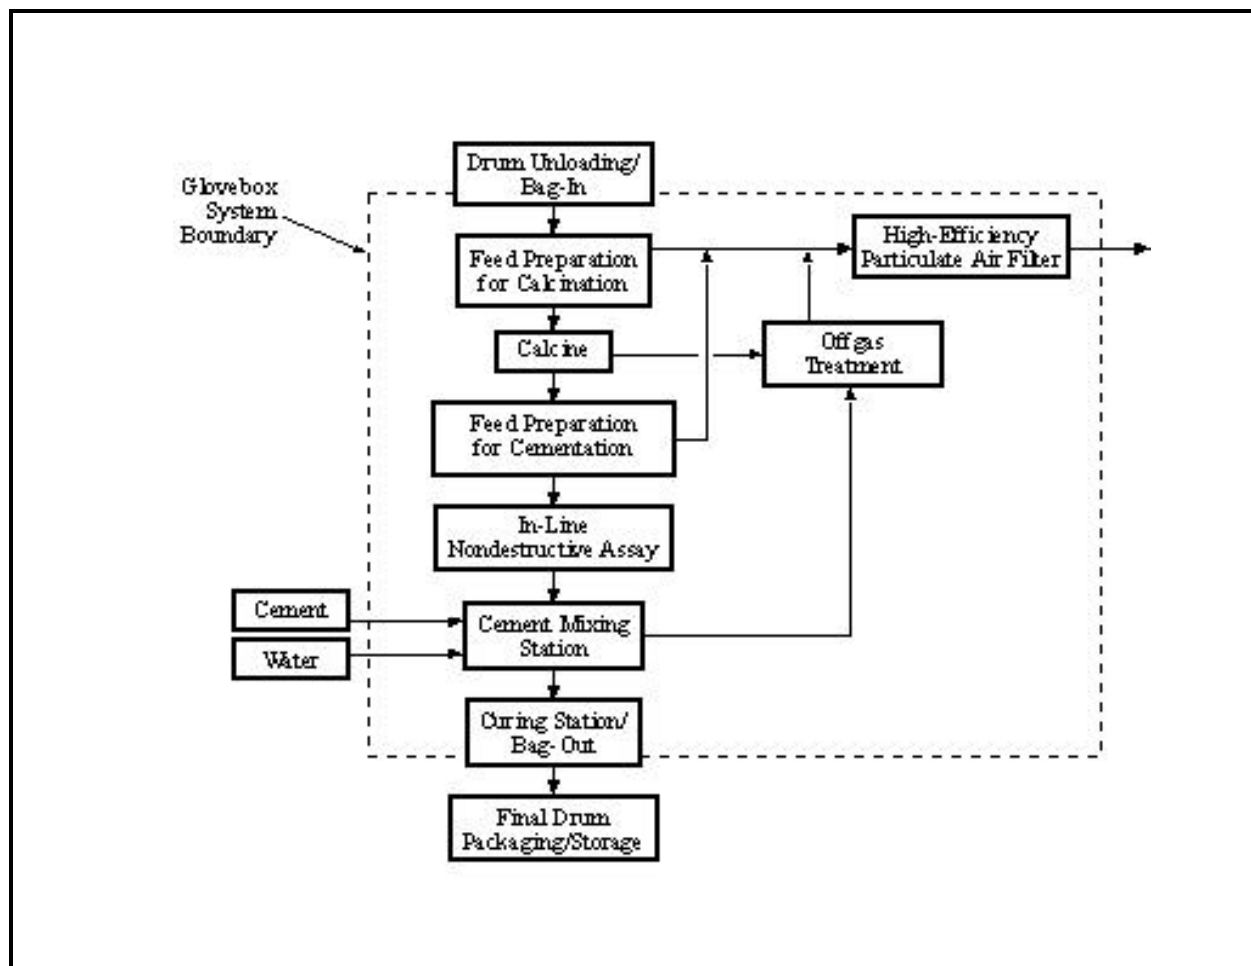 Drum Unloading/
Bag-In
Glovebox
System
Boundary
High-Efficiency
Particulate Air Filter
Feed Preparation
for Calcination
Calcine
Offgas
Treatment
Feed Preparation
for Cementation
In-Line
Nondestructive Assay
Cement
Water
Cement Mixing
Station
Curing Station/
Bag-Out
Final Drum
Packaging/Storage